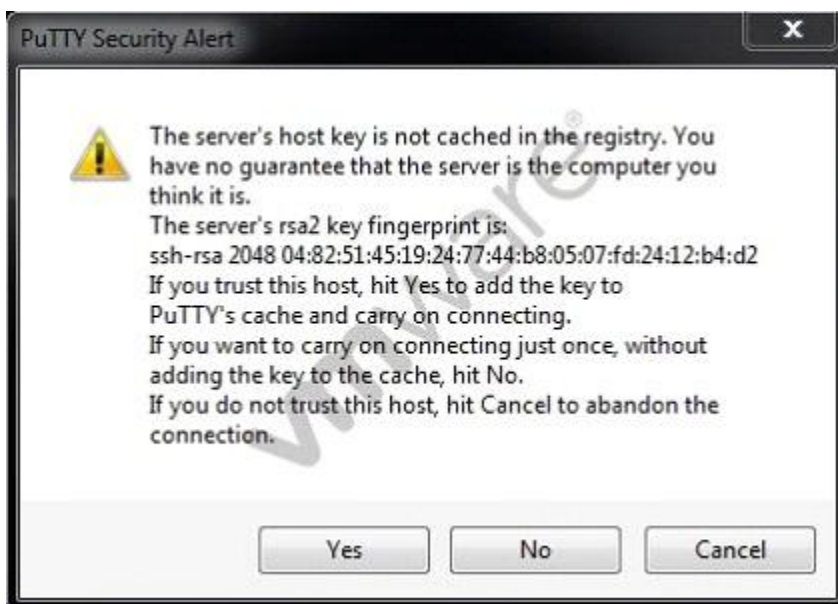 PuTTY Security Alert
x
The server's host key is not cached in the registry. You
have no guarantee that the server is the computer you
think it is.
The server's rsa2 key fingerprint is:
ssh-rsa 2048 04:82:51:45:19:24:77:44:b8:05:07:fd:24:12:b4:d2
If you trust this host, hit Yes to add the key to
PuTTY's cache and carry on connecting.
If you want to carry on connecting just once, without
adding the key to the cache, hit No.
If you do not trust this host, hit Cancel to abandon the
connection.
vmware®
Yes
No
Cancel